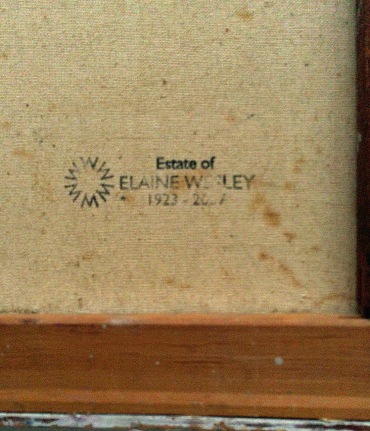 Estate of
ELAINE
1923 -